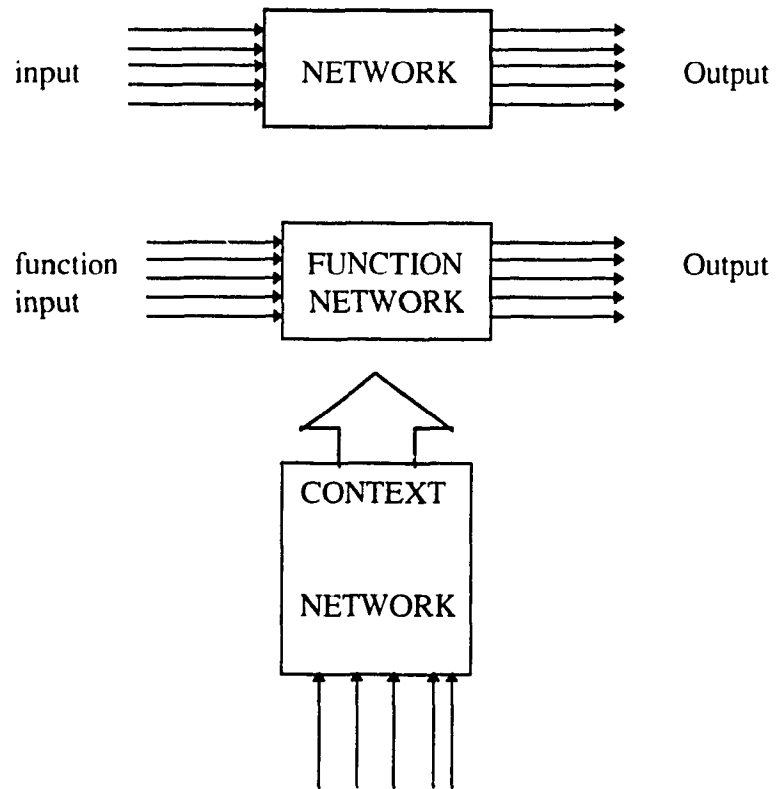 input
NETWORK
Output
function
input
FUNCTION
NETWORK
Output
CONTEXT
NETWORK